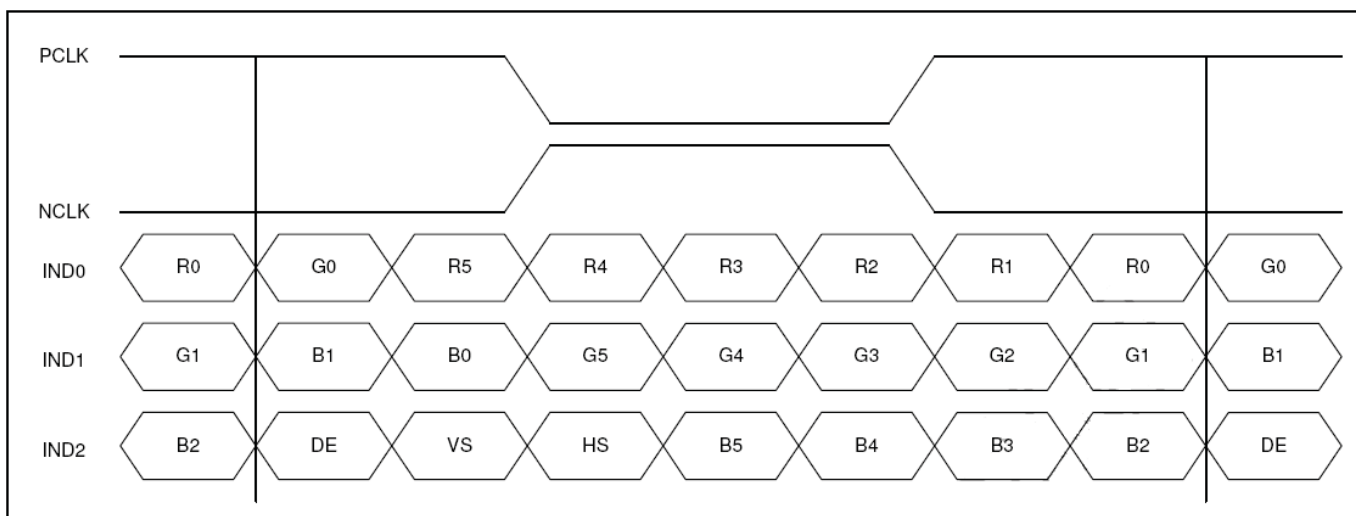 PCLK
NCLK
IND0 R0 G0 R5 R4 R3 R2 R1 R0 G0
IND1 G1 B1 B0 G5 G4 G3 G2 G1 B1
IND2 B2 DE VS HS B5 B4 B3 B2 DE